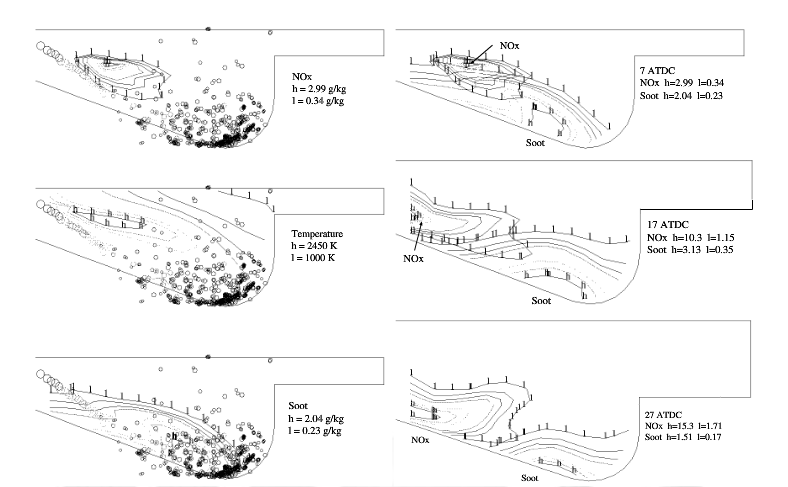 NOx
h = 2.99 g/kg
l = 0.34 g/kg
Temperature
h = 2450 K
l = 1000 K
Soot
h = 2.04 g/kg
l = 0.23 g/kg
NOx
7 ATDC
NOx h=2.99 l=0.34
Soot h=2.04 l=0.23
Soot
17 ATDC
NOx h=10.3 l=1.15
Soot h=3.13 l=0.35
NOx
Soot
27 ATDC
NOx h=15.3 l=1.71
Soot h=1.51 l=0.17
NOx
Soot